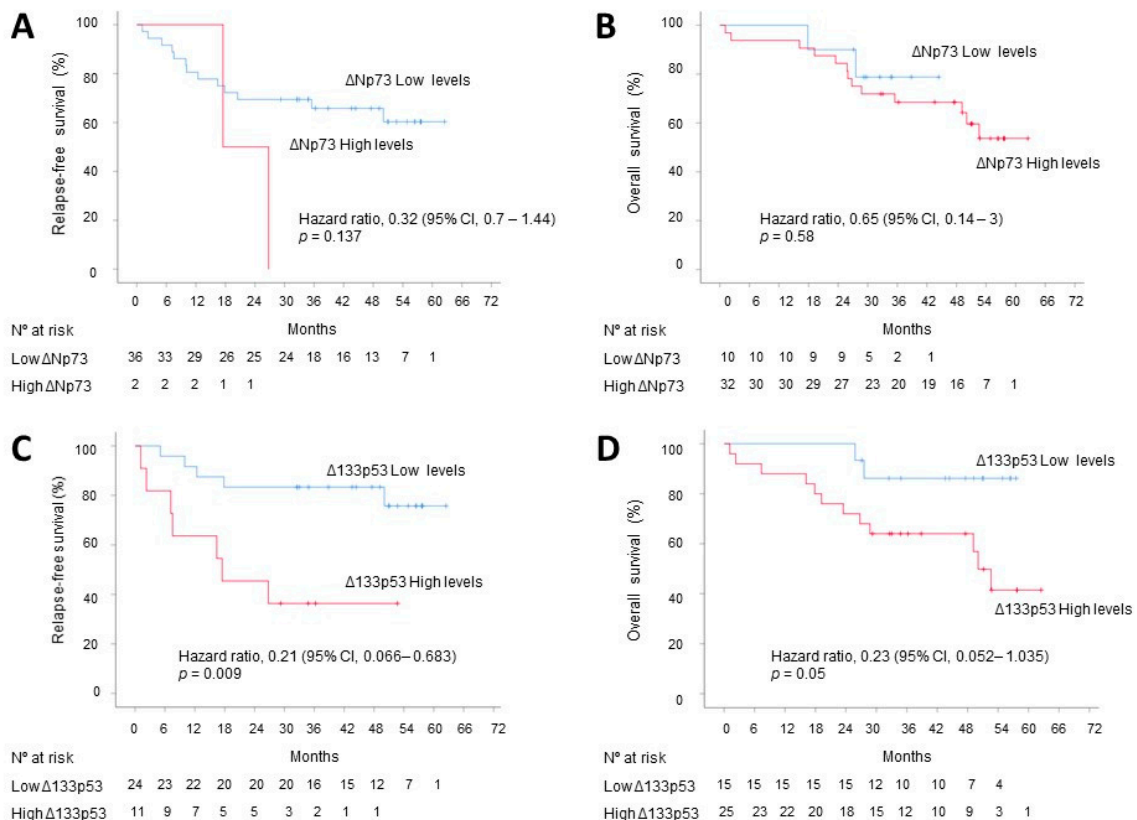 A
Relapse-free survival (%)
100
80
60
40
20
0
ΔNp73 Low levels
ΔNp73 High levels
Hazard ratio, 0.32 (95% CI, 0.7 – 1.44)
p = 0.137
0 6 12 18 24 30 36 42 48 54 60 66 72
Nº at risk Months
Low ΔNp73 36 33 29 26 25 24 18 16 13 7 1
High ΔNp73 2 2 2 1 1
B
Overall survival (%)
100
80
60
40
20
0
ΔNp73 Low levels
ΔNp73 High levels
Hazard ratio, 0.65 (95% CI, 0.14 – 3)
p = 0.58
0 6 12 18 24 30 36 42 48 54 60 66 72
Nº at risk Months
Low ΔNp73 10 10 10 9 9 5 2 1
High ΔNp73 32 30 30 29 27 23 20 19 16 7 1
C
Relapse-free survival (%)
100
80
60
40
20
0
Δ133p53 Low levels
Δ133p53 High levels
Hazard ratio, 0.21 (95% CI, 0.066– 0.683)
p = 0.009
0 6 12 18 24 30 36 42 48 54 60 66 72
Nº at risk Months
Low Δ133p53 24 23 22 20 20 20 16 15 12 7 1
High Δ133p53 11 9 7 5 5 3 2 1 1
D
Overall survival (%)
100
80
60
40
20
0
Δ133p53 Low levels
Δ133p53 High levels
Hazard ratio, 0.23 (95% CI, 0.052– 1.035)
p = 0.05
0 6 12 18 26 30 36 42 48 54 60 66 72
Nº at risk Months
Low Δ133p53 15 15 15 15 15 12 10 10 7 4
High Δ133p53 25 23 22 20 18 15 12 10 9 3 1